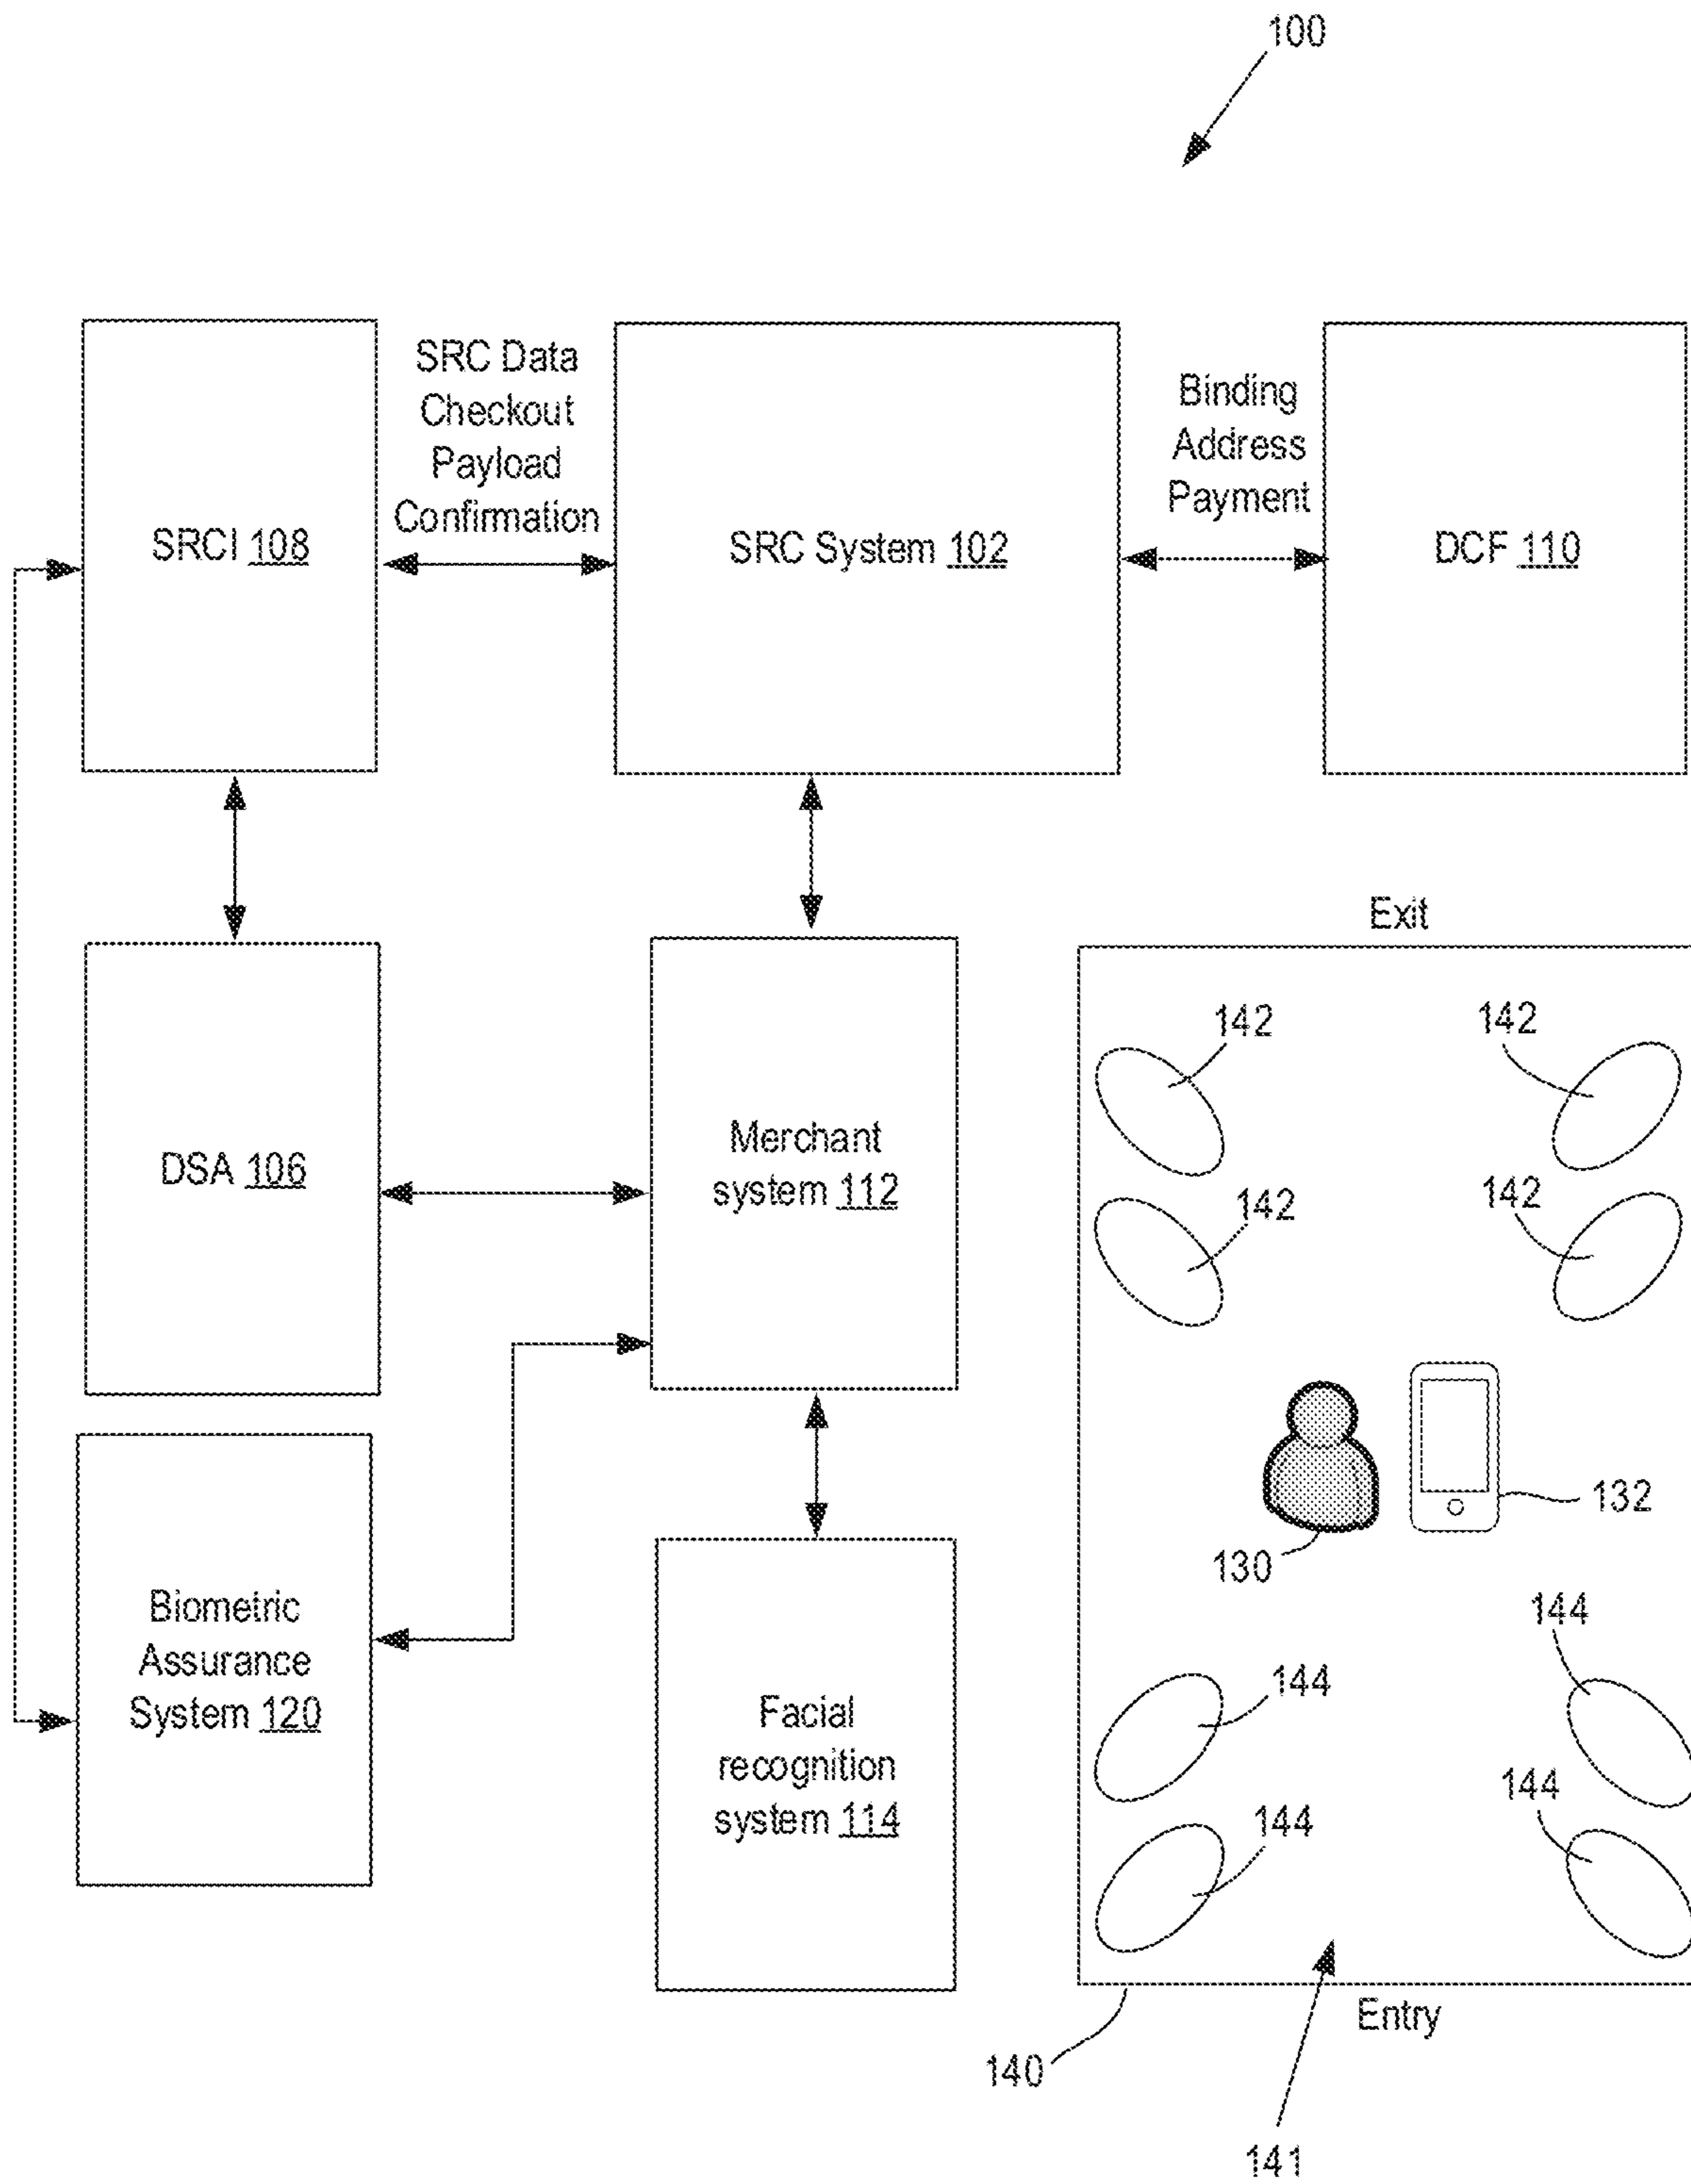 100
SRC Data
Checkout
Payload
Confirmation
Binding
Address
Payment
SRCI 108
SRC System 102
DCF 110
Exit
142
142
DSA 106
Merchant
system 112
142
142
132
130
Biometric
Assurance
System 120
144
144
Facial
recognition
system 114
144
144
Entry
140
141